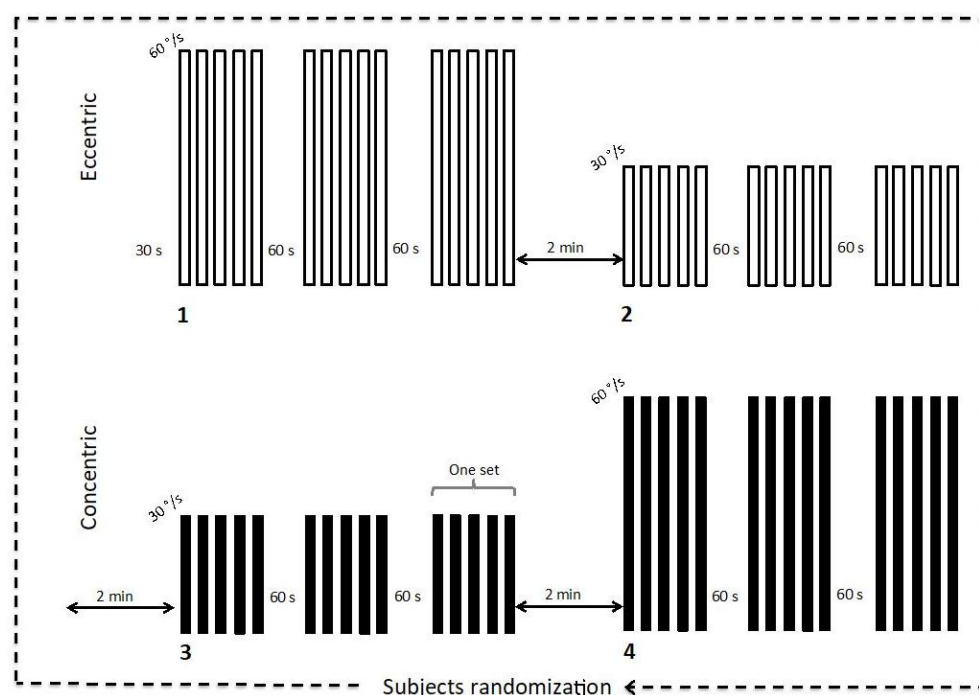 Eccentric
60 °/s
30 s
60 s
60 s
2 min
30 °/s
60 s
60 s
1
2
Concentric
2 min
30 °/s
60 s
60 s
One set
2 min
60 °/s
60 s
60 s
3
4
Subjects randomization